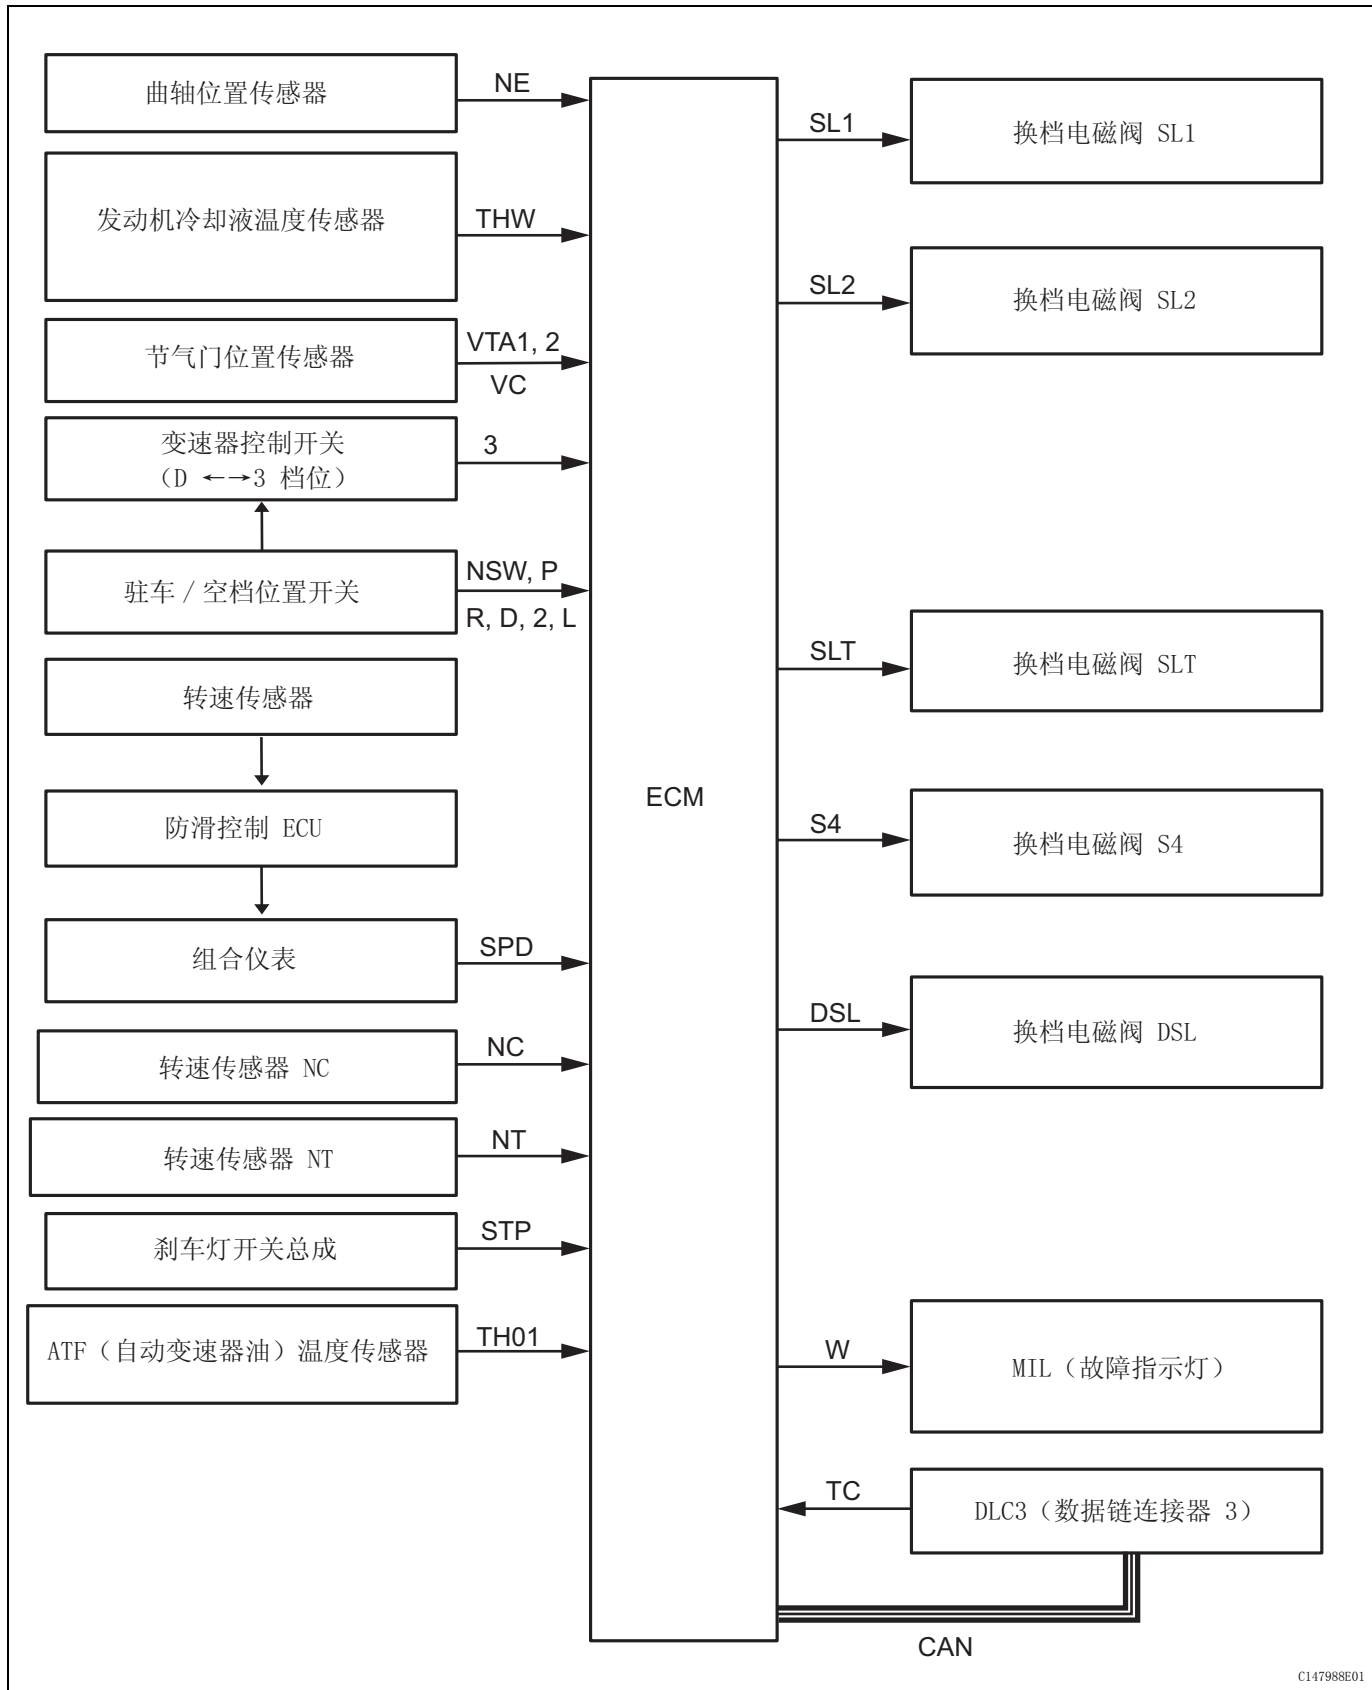 曲轴位置传感器
NE
发动机冷却液温度传感器
THW
节气门位置传感器
VTA1, 2
VC
变速器控制开关
（D ←→3 档位）
3
驻车 / 空档位置开关
NSW, P
R, D, 2, L
转速传感器
防滑控制 ECU
组合仪表
SPD
转速传感器 NC
NC
转速传感器 NT
NT
刹车灯开关总成
STP
ATF（自动变速器油）温度传感器
TH01
ECM
SL1
换档电磁阀 SL1
SL2
换档电磁阀 SL2
SLT
换档电磁阀 SLT
S4
换档电磁阀 S4
DSL
换档电磁阀 DSL
W
MIL（故障指示灯）
TC
DLC3（数据链连接器 3）
CAN
C147988E01